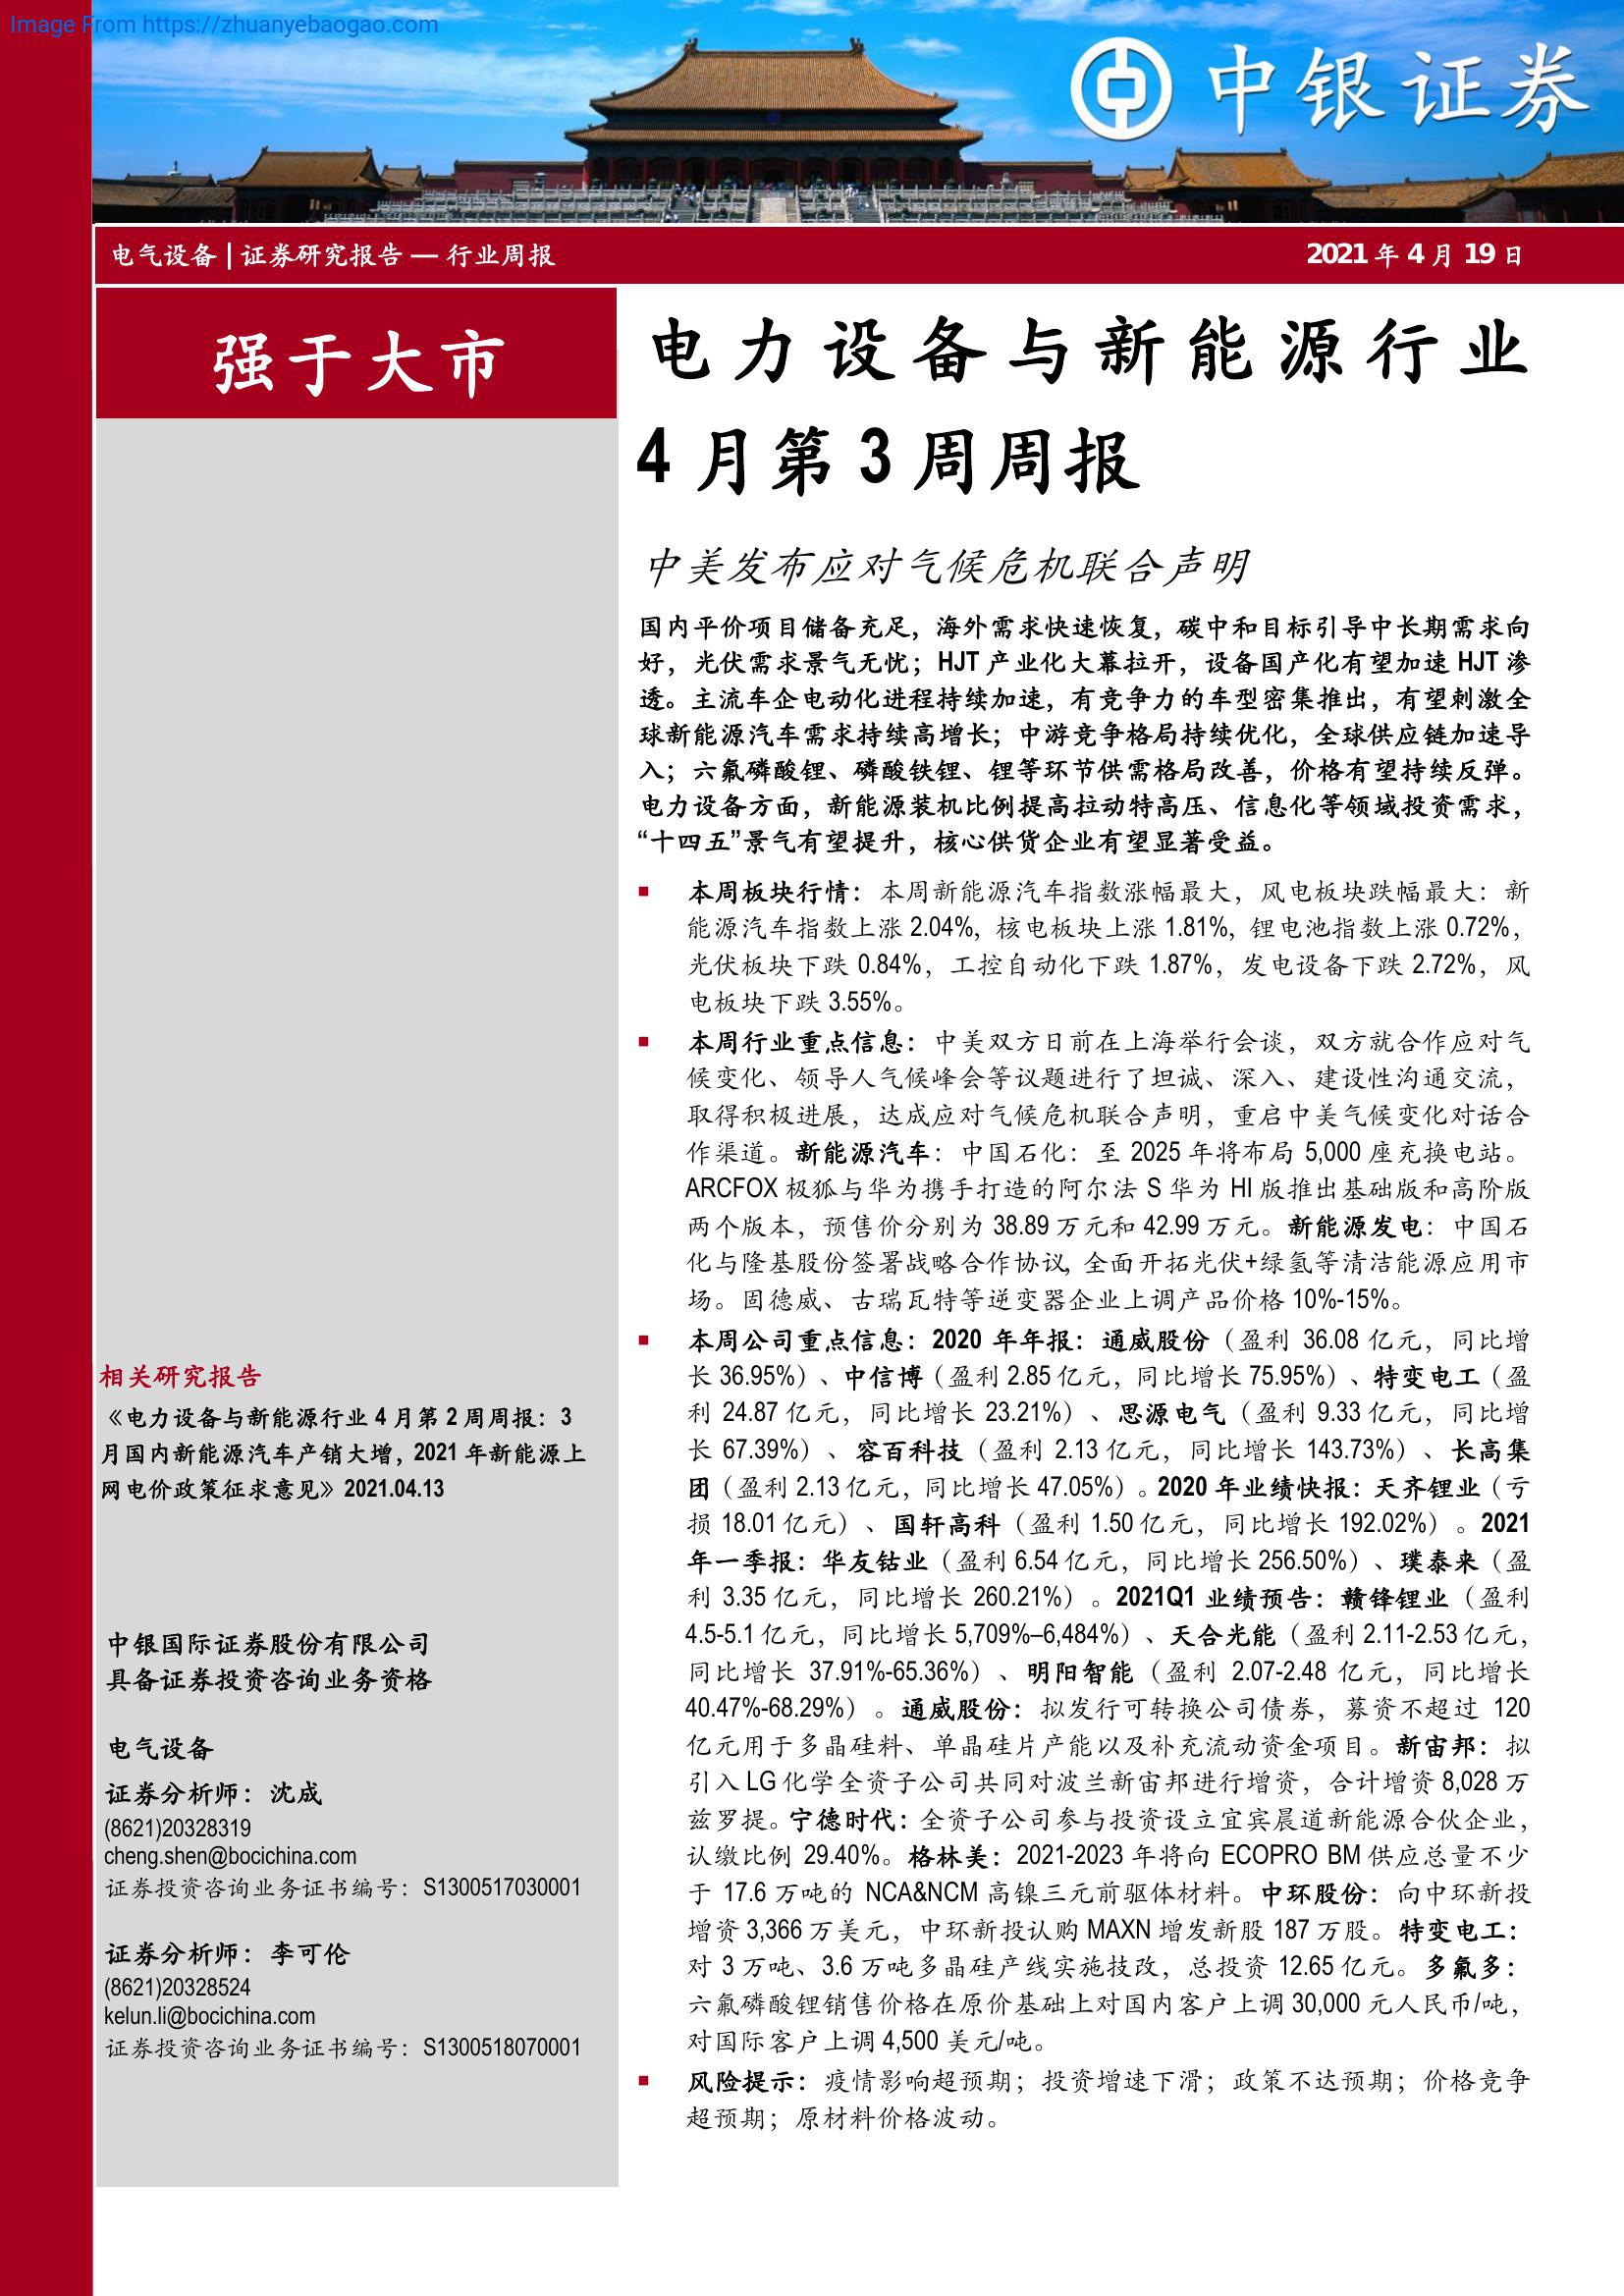 Image From https://zhuanyebaogao.com
中银证券
电气设备 | 证券研究报告 — 行业周报
2021 年 4 月 19 日
强于大市
电力设备与新能源行业
4 月第 3 周周报
中美发布应对气候危机联合声明
国内平价项目储备充足，海外需求快速恢复，碳中和目标引导中长期需求向
好，光伏需求景气无忧；HJT 产业化大幕拉开，设备国产化有望加速 HJT 渗
透。主流车企电动化进程持续加速，有竞争力的车型密集推出，有望刺激全
球新能源汽车需求持续高增长；中游竞争格局持续优化，全球供应链加速导
入；六氟磷酸锂、磷酸铁锂、锂等环节供需格局改善，价格有望持续反弹。
电力设备方面，新能源装机比例提高拉动特高压、信息化等领域投资需求，
“十四五”景气有望提升，核心供货企业有望显著受益。
■ 本周板块行情：本周新能源汽车指数涨幅最大，风电板块跌幅最大：新
能源汽车指数上涨 2.04%，核电板块上涨 1.81%，锂电池指数上涨 0.72%，
光伏板块下跌 0.84%，工控自动化下跌 1.87%，发电设备下跌 2.72%，风
电板块下跌 3.55%。
■ 本周行业重点信息：中美双方日前在上海举行会谈，双方就合作应对气
候变化、领导人气候峰会等议题进行了坦诚、深入、建设性沟通交流，
取得积极进展，达成应对气候危机联合声明，重启中美气候变化对话合
作渠道。新能源汽车：中国石化：至 2025 年将布局 5,000 座充换电站。
ARCFOX 极狐与华为携手打造的阿尔法 S 华为 HI 版推出基础版和高阶版
两个版本，预售价分别为 38.89 万元和 42.99 万元。新能源发电：中国石
化与隆基股份签署战略合作协议，全面开拓光伏+绿氢等清洁能源应用市
场。固德威、古瑞瓦特等逆变器企业上调产品价格 10%-15%。
■ 本周公司重点信息：2020 年年报：通威股份（盈利 36.08 亿元，同比增
长 36.95%）、中信博（盈利 2.85 亿元，同比增长 75.95%）、特变电工（盈
利 24.87 亿元，同比增长 23.21%）、思源电气（盈利 9.33 亿元，同比增
长 67.39%）、容百科技（盈利 2.13 亿元，同比增长 143.73%）、长高集
团（盈利 2.13 亿元，同比增长 47.05%）。2020 年业绩快报：天齐锂业（亏
损 18.01 亿元）、国轩高科（盈利 1.50 亿元，同比增长 192.02%）。2021
年一季报：华友钴业（盈利 6.54 亿元，同比增长 256.50%）、璞泰来（盈
利 3.35 亿元，同比增长 260.21%）。2021Q1 业绩预告：赣锋锂业（盈利
4.5-5.1 亿元，同比增长 5,709%–6,484%）、天合光能（盈利 2.11-2.53 亿元，
同比增长 37.91%-65.36%）、明阳智能（盈利 2.07-2.48 亿元，同比增长
40.47%-68.29%）。通威股份：拟发行可转换公司债券，募资不超过 120
亿元用于多晶硅料、单晶硅片产能以及补充流动资金项目。新宙邦：拟
引入 LG 化学全资子公司共同对波兰新宙邦进行增资，合计增资 8,028 万
兹罗提。宁德时代：全资子公司参与投资设立宜宾晨道新能源合伙企业，
认缴比例 29.40%。格林美：2021-2023 年将向 ECOPRO BM 供应总量不少
于 17.6 万吨的 NCA&NCM 高镍三元前驱体材料。中环股份：向中环新投
增资 3,366 万美元，中环新投认购 MAXN 增发新股 187 万股。特变电工：
对 3 万吨、3.6 万吨多晶硅产线实施技改，总投资 12.65 亿元。多氟多：
六氟磷酸锂销售价格在原价基础上对国内客户上调 30,000 元人民币/吨，
对国际客户上调 4,500 美元/吨。
■ 风险提示：疫情影响超预期；投资增速下滑；政策不达预期；价格竞争
超预期；原材料价格波动。
相关研究报告
《电力设备与新能源行业 4 月第 2 周周报：3
月国内新能源汽车产销大增，2021 年新能源上
网电价政策征求意见》2021.04.13
中银国际证券股份有限公司
具备证券投资咨询业务资格
电气设备
证券分析师：沈成
(8621)20328319
cheng.shen@bocichina.com
证券投资咨询业务证书编号：S1300517030001
证券分析师：李可伦
(8621)20328524
kelun.li@bocichina.com
证券投资咨询业务证书编号：S1300518070001